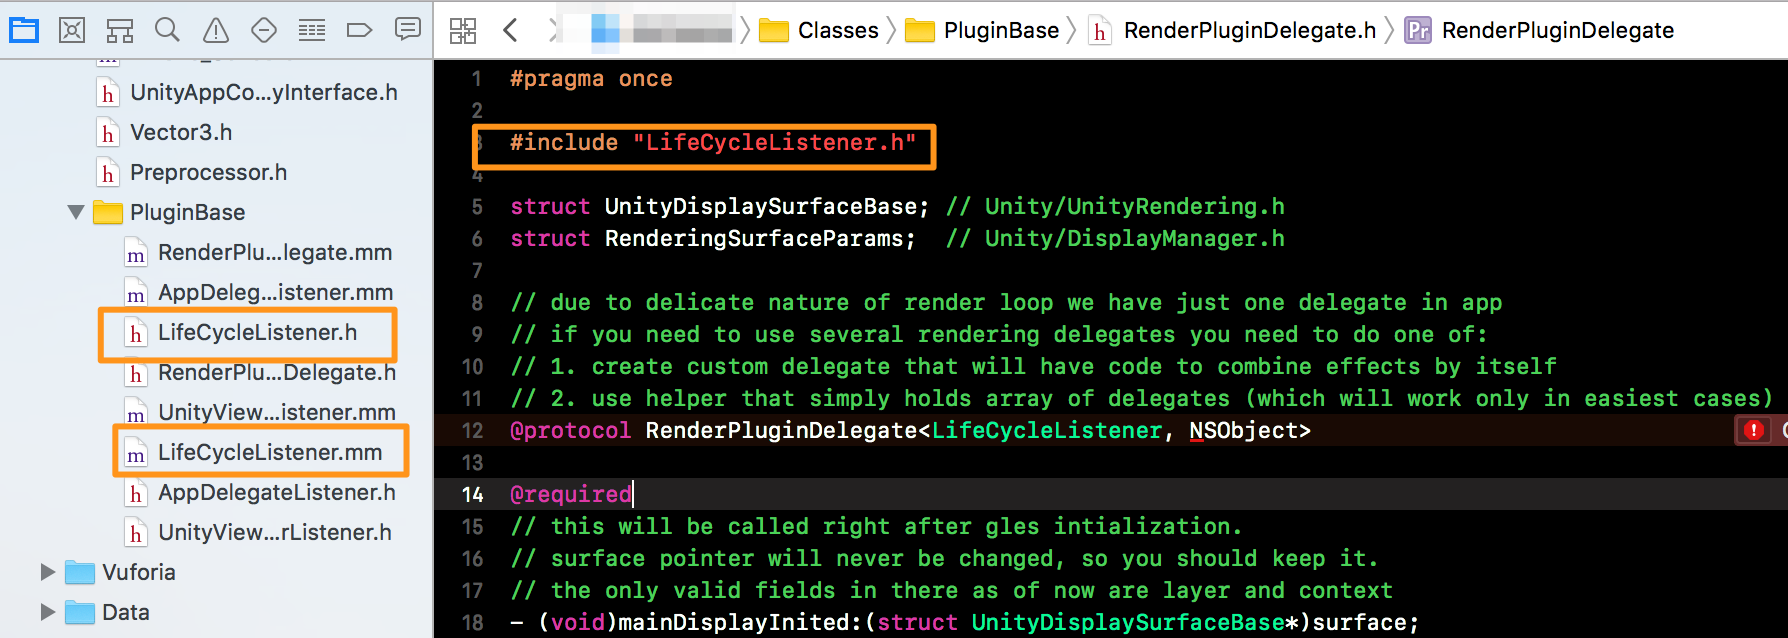 Classes
PluginBase
h RenderPluginDelegate.h
Pr RenderPluginDelegate
h UnityAppCo...yInterface.h
h Vector3.h
h Preprocessor.h
PluginBase
m RenderPlu...legate.mm
m AppDeleg...istener.mm
h LifeCycleListener.h
h RenderPlu...Delegate.h
m UnityView...istener.mm
m LifeCycleListener.mm
h AppDelegateListener.h
h UnityView...rListener.h
Vuforia
Data
1 #pragma once
2
3 #include "LifeCycleListener.h"
4
5 struct UnityDisplaySurfaceBase; // Unity/UnityRendering.h
6 struct RenderingSurfaceParams;  // Unity/DisplayManager.h
7
8 // due to delicate nature of render loop we have just one delegate in app
9 // if you need to use several rendering delegates you need to do one of:
10 // 1. create custom delegate that will have code to combine effects by itself
11 // 2. use helper that simply holds array of delegates (which will work only in easiest cases)
12 @protocol RenderPluginDelegate<LifeCycleListener, NSObject>
13
14 @required
15 // this will be called right after gles intialization.
16 // surface pointer will never be changed, so you should keep it.
17 // the only valid fields in there as of now are layer and context
18 - (void)mainDisplayInited:(struct UnityDisplaySurfaceBase*)surface;